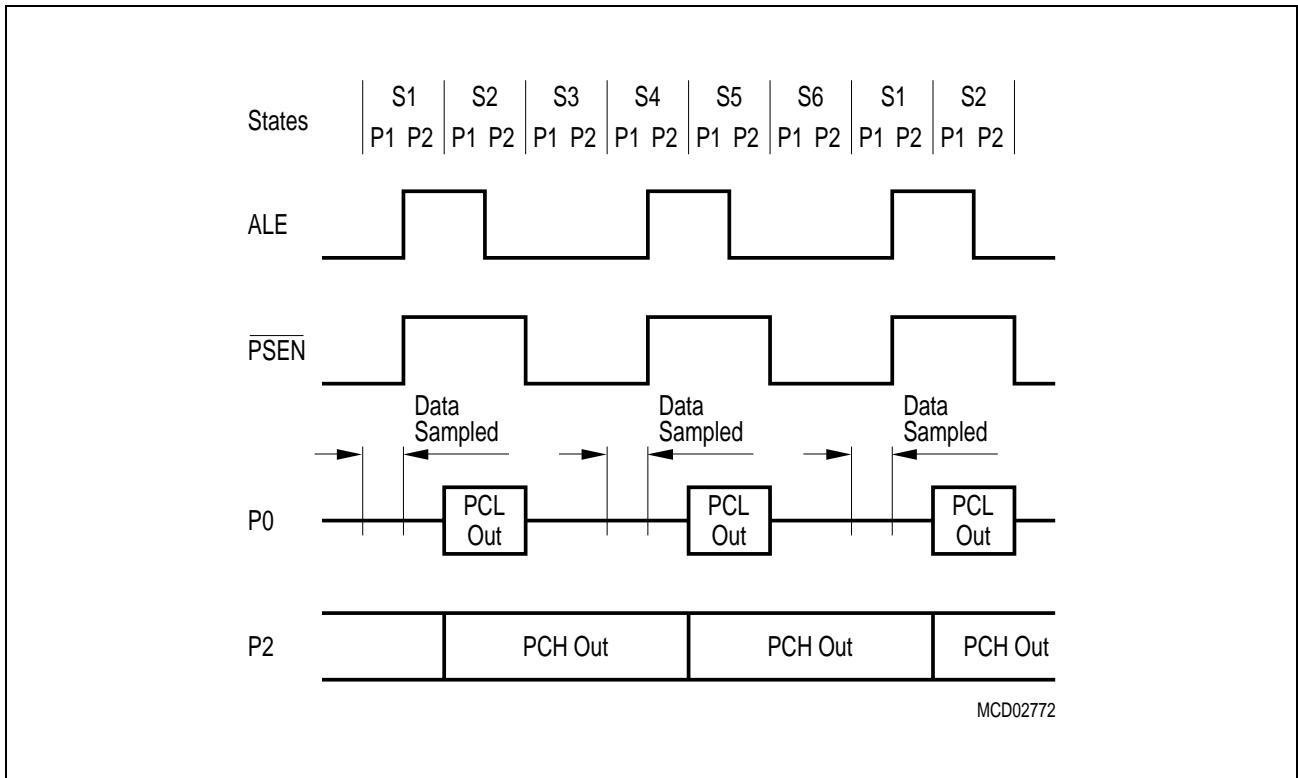 S1 S2 S3 S4 S5 S6 S1 S2
States
P1 P2 P1 P2 P1 P2 P1 P2 P1 P2 P1 P2 P1 P2 P1 P2
ALE
PSEN
Data Sampled
Data Sampled
Data Sampled
P0
PCL Out
PCL Out
PCL Out
P2
PCH Out
PCH Out
PCH Out
MCD02772